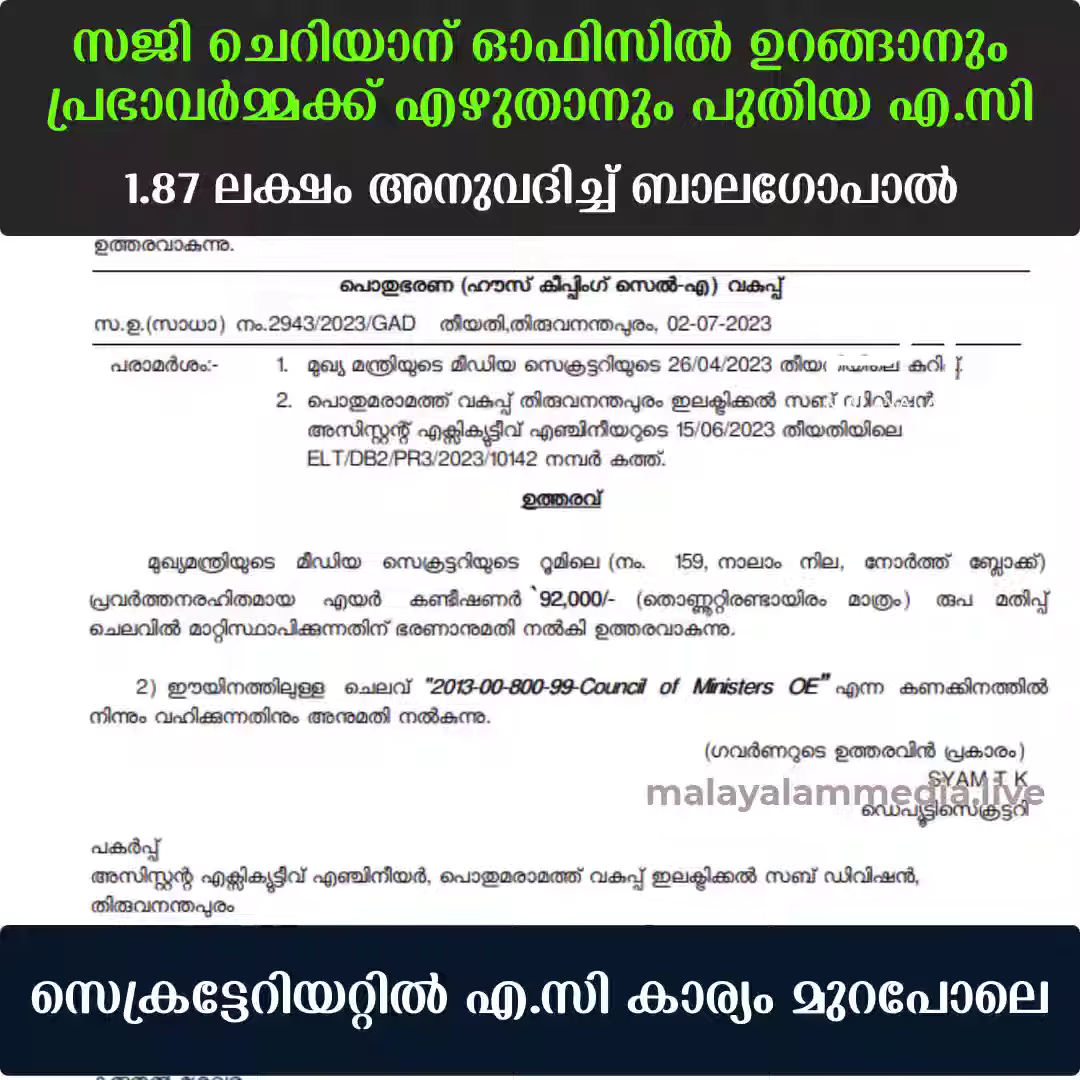 സജി ചെറിയാന് ഓഫിസിൽ ഉറങ്ങാനും
പ്രഭാവർമ്മക്ക് എഴുതാനും പുതിയ എ.സി
1.87 ലക്ഷം അനുവദിച്ച് ബാലഗോപാൽ
ഉത്തരവാകുന്നു.
പൊതുഭരണ (ഹൗസ് കീപ്പിംഗ് സെൽ-എ) വകുപ്പ്
സ.ഉ.(സാധാ) നം.2943/2023/GAD തീയതി,തിരുവനന്തപുരം, 02-07-2023
പരാമർശം:- 1. മുഖ്യ മന്ത്രിയുടെ മീഡിയ സെക്രട്ടറിയുടെ 26/04/2023
2. പൊതുമരാമത്ത് വകുപ്പ് തിരുവനന്തപുരം ഇലക്ട്രിക്കൽ സബ് ഡിവിഷൻ
അസിസ്റ്റന്റ് എക്സിക്യുട്ടീവ് എഞ്ചിനീയറുടെ 15/06/2023 തീയതിയിലെ
ELT/DB2/PR3/2023/10142 നമ്പർ കത്ത്.
ഉത്തരവ്
മുഖ്യമന്ത്രിയുടെ മീഡിയ സെക്രട്ടറിയുടെ റൂമിലെ (നം. 159, നാലാം നില, നോർത്ത് ബ്ലോക്ക്)
പ്രവർത്തനരഹിതമായ എയർ കണ്ടീഷണർ `92,000/- (തൊണ്ണൂറ്റിരണ്ടായിരം മാത്രം) രുപ മതിപ്പ്
ചെലവിൽ മാറ്റിസ്ഥാപിക്കുന്നതിന് ഭരണാനുമതി നൽകി ഉത്തരവാകുന്നു.
2) ഈയിനത്തിലുള്ള ചെലവ് "2013-00-800-99-Council of Ministers OE" എന്ന കണക്കിനത്തിൽ
നിന്നും വഹിക്കുന്നതിനും അനുമതി നൽകുന്നു.
(ഗവർണറുടെ ഉത്തരവിൻ പ്രകാരം)
SYAM T K
malayalammedia.live
ഡെപ്യൂട്ടിസെക്രട്ടറി
പകർപ്പ്
അസിസ്റ്റന്റ എക്സിക്യുട്ടീവ് എഞ്ചിനീയർ, പൊതുമരാമത്ത് വകുപ്പ് ഇലക്ട്രിക്കൽ സബ് ഡിവിഷൻ,
തിരുവനന്തപുരം
സെക്രട്ടേറിയറ്റിൽ എ.സി കാര്യം മുറപോലെ